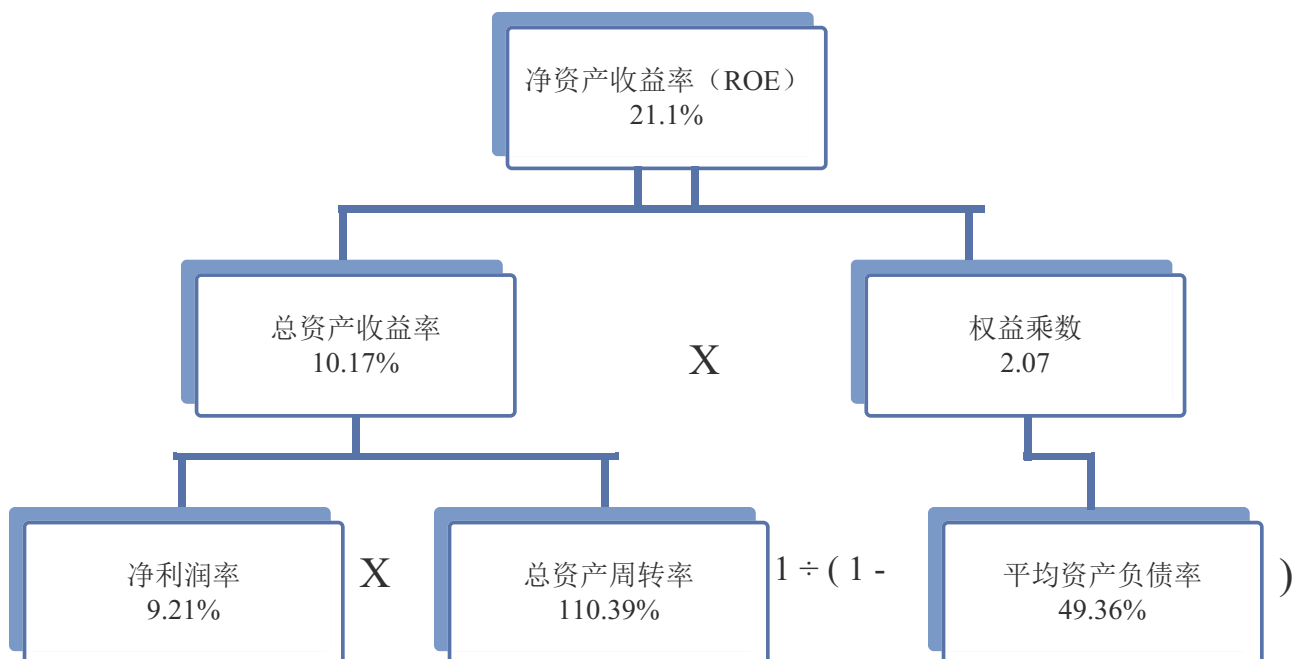 净资产收益率（ROE）
21.1%
总资产收益率
10.17%
X
权益乘数
2.07
净利润率
9.21%
X
总资产周转率
110.39%
1 ÷ ( 1 -
平均资产负债率
49.36%
)